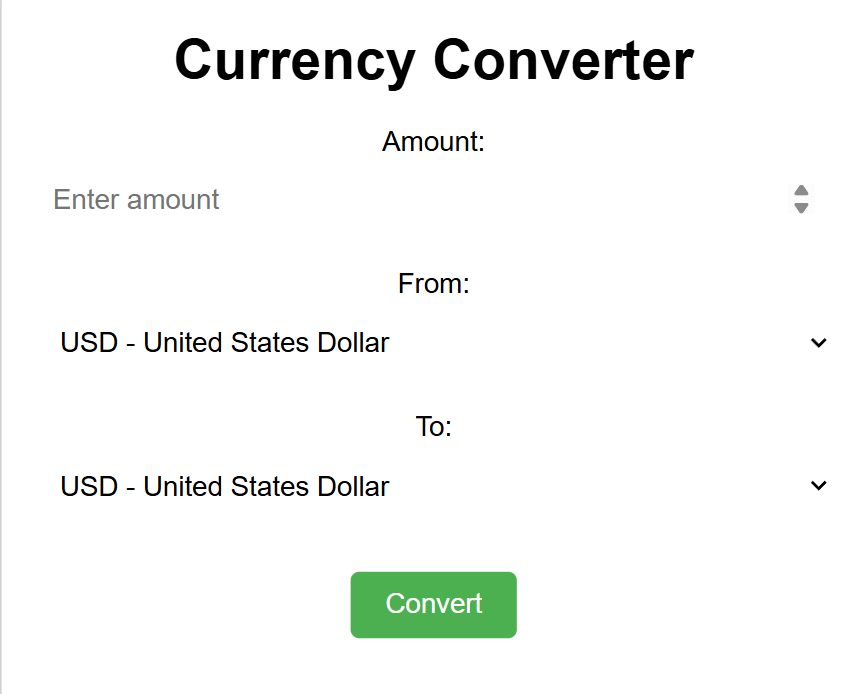 Currency Converter
Amount:
Enter amount
From:
USD - United States Dollar
To:
USD - United States Dollar
Convert